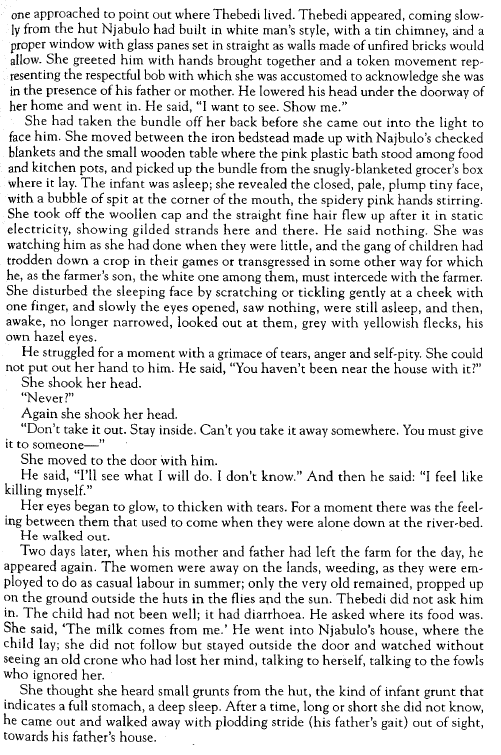 one approached to point out where Thebedi lived. Thebedi appeared, coming slow-
ly from the hut Njabulo had built in white man's style, with a tin chimney, and a
proper window with glass panes set in straight as walls made of unfired bricks would
allow. She greeted him with hands brought together and a token movement rep-
resenting the respectful bob with which she was accustomed to acknowledge she was
in the presence of his father or mother. He lowered his head under the doorway of
her home and went in. He said, “I want to see. Show me.”
She had taken the bundle off her back before she came out into the light to
face him. She moved between the iron bedstead made up with Najbulo's checked
blankets and the small wooden table where the pink plastic bath stood among food
and kitchen pots, and picked up the bundle from the snugly-blanketed grocer's box
where it lay. The infant was asleep; she revealed the closed, pale, plump tiny face,
with a bubble of spit at the corner of the mouth, the spidery pink hands stirring.
She took off the woollen cap and the straight fine hair flew up after it in static
electricity, showing gilded strands here and there. He said nothing. She was
watching him as she had done when they were little, and the gang of children had
trodden down a crop in their games or transgressed in some other way for which
he, as the farmer's son, the white one among them, must intercede with the farmer.
She disturbed the sleeping face by scratching or tickling gently at a cheek with
one finger, and slowly the eyes opened, saw nothing, were still asleep, and then,
awake, no longer narrowed, looked out at them, grey with yellowish flecks, his
own hazel eyes.
He struggled for a moment with a grimace of tears, anger and self-pity. She could
not put out her hand to him. He said, “You haven't been near the house with it?”
She shook her head.
“Never?”
Again she shook her head.
“Don't take it out. Stay inside. Can't you take it away somewhere. You must give
it to someone—”
She moved to the door with him.
He said, “I'll see what I will do. I don't know.” And then he said: “I feel like
killing myself.”
Her eyes began to glow, to thicken with tears. For a moment there was the feel-
ing between them that used to come when they were alone down at the river-bed.
He walked out.
Two days later, when his mother and father had left the farm for the day, he
appeared again. The women were away on the lands, weeding, as they were em-
ployed to do as casual labour in summer; only the very old remained, propped up
on the ground outside the huts in the flies and the sun. Thebedi did not ask him
in. The child had not been well; it had diarrhoea. He asked where its food was.
She said, ‘The milk comes from me.’ He went into Njabulo's house, where the
child lay; she did not follow but stayed outside the door and watched without
seeing an old crone who had lost her mind, talking to herself, talking to the fowls
who ignored her.
She thought she heard small grunts from the hut, the kind of infant grunt that
indicates a full stomach, a deep sleep. After a time, long or short she did not know,
he came out and walked away with plodding stride (his father's gait) out of sight,
towards his father's house.